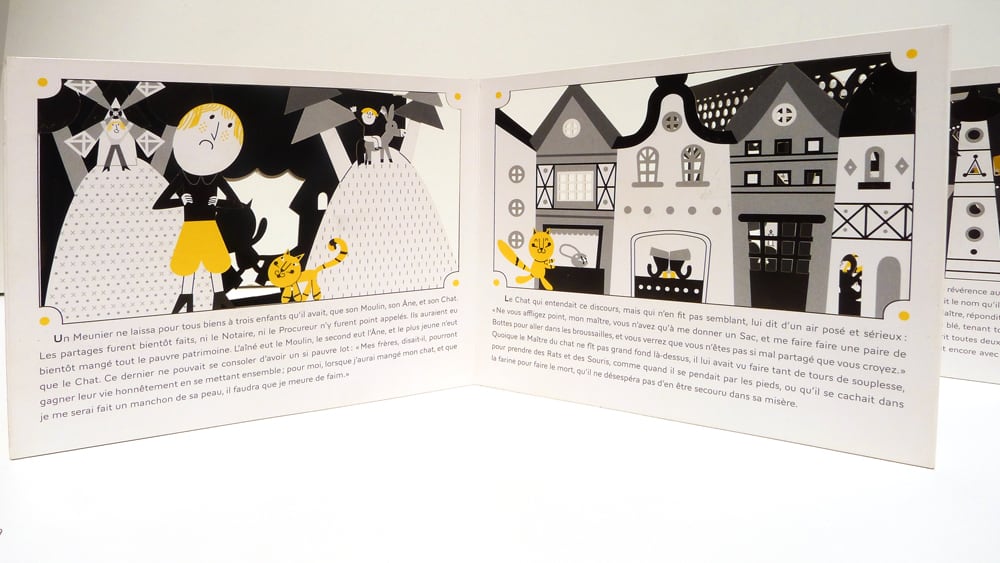 Un Meunier ne laissa pour tous biens à trois enfants qu'il avait, que son Moulin, son Âne, et son Chat.
Les partages furent bientôt faits, ni le Notaire, ni le Procureur n'y furent point appelés. Ils auraient eu
bientôt mangé tout le pauvre patrimoine. L'aîné eut le Moulin, le second eut l'Âne, et le plus jeune n'eut
que le Chat. Ce dernier ne pouvait se consoler d'avoir un si pauvre lot : « Mes frères, disait-il, pourront
gagner leur vie honnêtement en se mettant ensemble ; pour moi, lorsque j'aurai mangé mon chat, et que
je me serai fait un manchon de sa peau, il faudra que je meure de faim. »
Le Chat qui entendait ce discours, mais qui n'en fit pas semblant, lui dit d'un air posé et sérieux :
« Ne vous affligez point, mon maître, vous n'avez qu'à me donner un Sac, et me faire faire une paire de
Bottes pour aller dans les broussailles, et vous verrez que vous n'êtes pas si mal partagé que vous croyez. »
Quoique le Maître du chat ne fît pas grand fond là-dessus, il lui avait vu faire tant de tours de souplesse,
pour prendre des Rats et des Souris, comme quand il se pendait par les pieds, ou qu'il se cachait dans
la farine pour faire le mort, qu'il ne désespéra pas d'en être secouru dans sa misère.
révérence au
le nom qu'il
aître, répondit
blé, tenant to
nt toutes deux
t encore avec